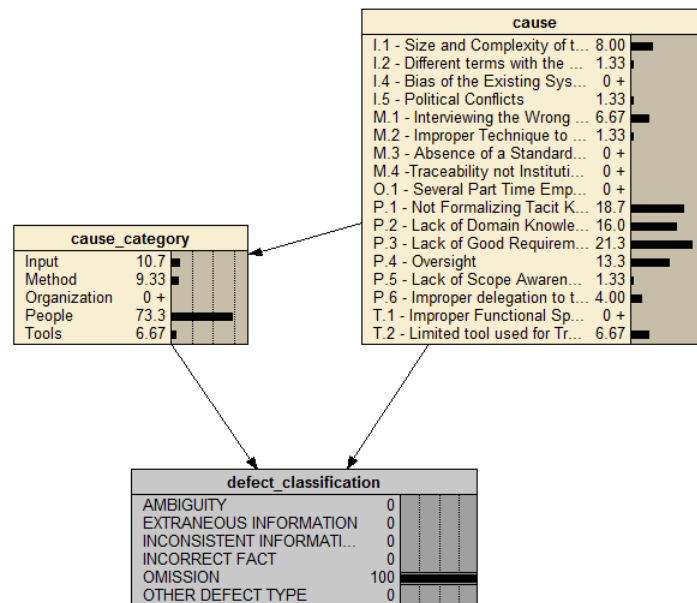 cause
I.1 - Size and Complexity of t... 8.00
I.2 - Different terms with the ... 1.33
I.4 - Bias of the Existing Sys... 0 +
I.5 - Political Conflicts 1.33
M.1 - Interviewing the Wrong ... 6.67
M.2 - Improper Technique to ... 1.33
M.3 - Absence of a Standard... 0 +
M.4 -Traceability not Instituti... 0 +
O.1 - Several Part Time Emp... 0 +
P.1 - Not Formalizing Tacit K... 18.7
P.2 - Lack of Domain Knowle... 16.0
P.3 - Lack of Good Requirem... 21.3
P.4 - Oversight 13.3
P.5 - Lack of Scope Awaren... 1.33
P.6 - Improper delegation to t... 4.00
T.1 - Improper Functional Sp... 0 +
T.2 - Limited tool used for Tr... 6.67
cause_category
Input 10.7
Method 9.33
Organization 0 +
People 73.3
Tools 6.67
defect_classification
AMBIGUITY 0
EXTRANEOUS INFORMATION 0
INCONSISTENT INFORMATI... 0
INCORRECT FACT 0
OMISSION 100
OTHER DEFECT TYPE 0